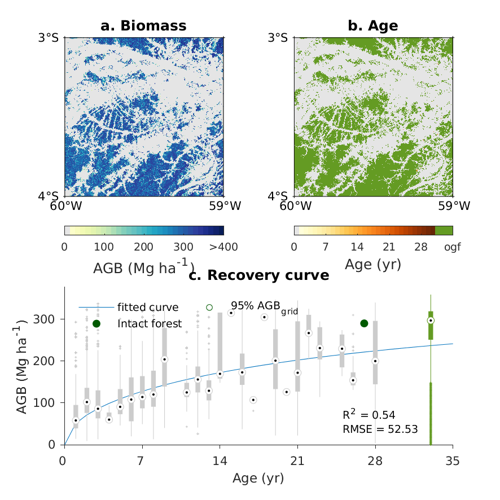 a. Biomass
b. Age
3°S
4°S
60°W
59°W
3°S
4°S
60°W
59°W
0 100 200 300 >400
AGB (Mg ha⁻¹)
0 7 14 21 28 ogf
Age (yr)
c. Recovery curve
fitted curve
95% AGB_grid
Intact forest
300
200
100
0
AGB (Mg ha⁻¹)
R² = 0.54
RMSE = 52.53
0 7 14 21 28 35
Age (yr)